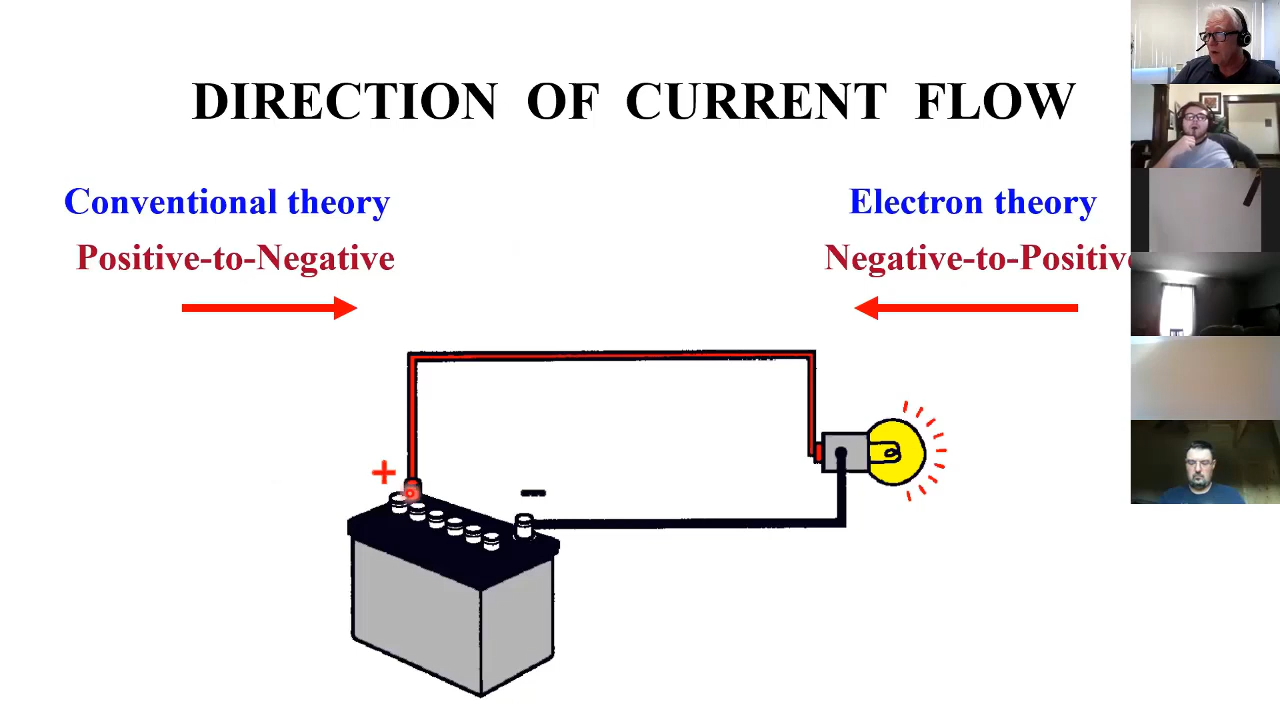 DIRECTION OF CURRENT FLOW
Conventional theory
Electron theory
Positive-to-Negative
Negative-to-Positive
+
-